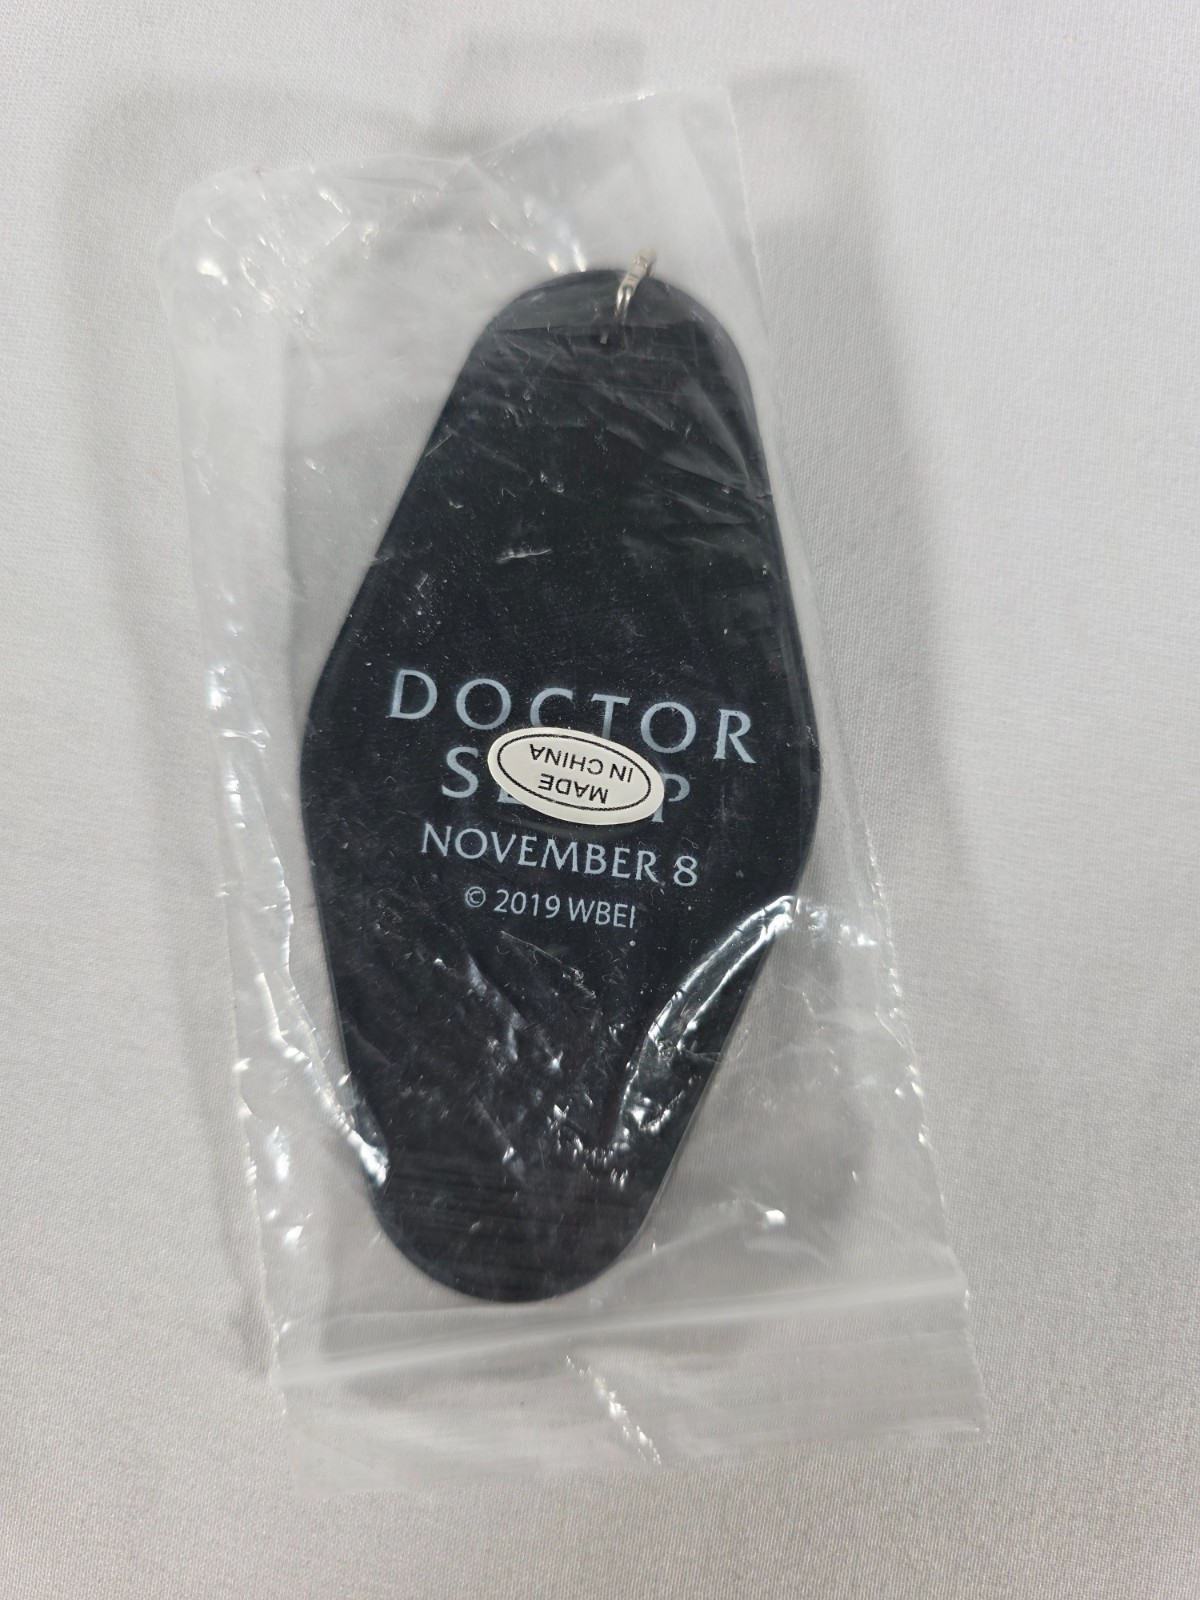 DOCTOR
MADE
IN CHINA
NOVEMBER 8
© 2019 WBEI